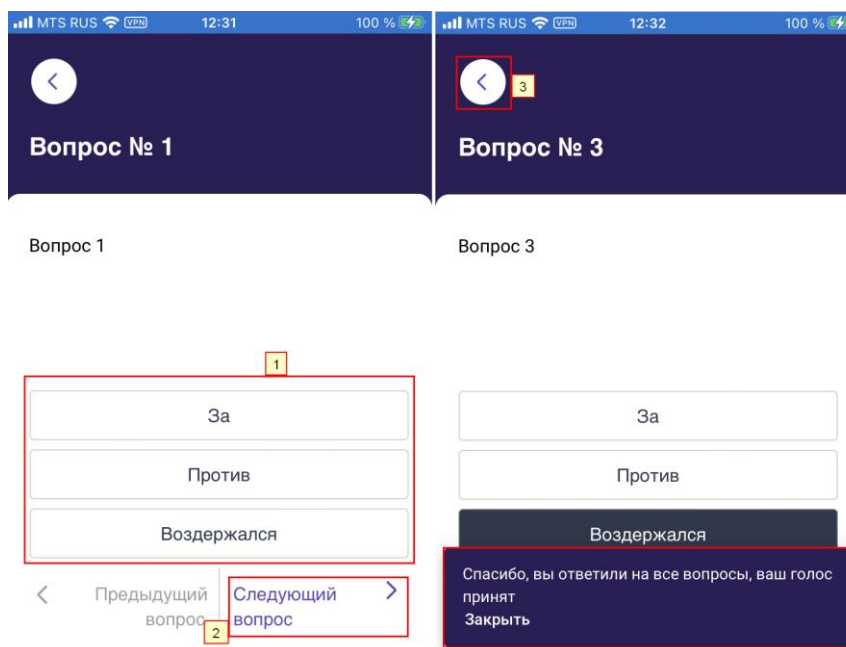 MTS RUS VPN 12:31 100 %
Вопрос № 1
Вопрос 1
1
За
Против
Воздержался
Предыдущий вопрос
2
Следующий
вопрос
MTS RUS VPN 12:32 100 %
3
Вопрос № 3
Вопрос 3
За
Против
Воздержался
Спасибо, вы ответили на все вопросы, ваш голос
принят
Закрыть